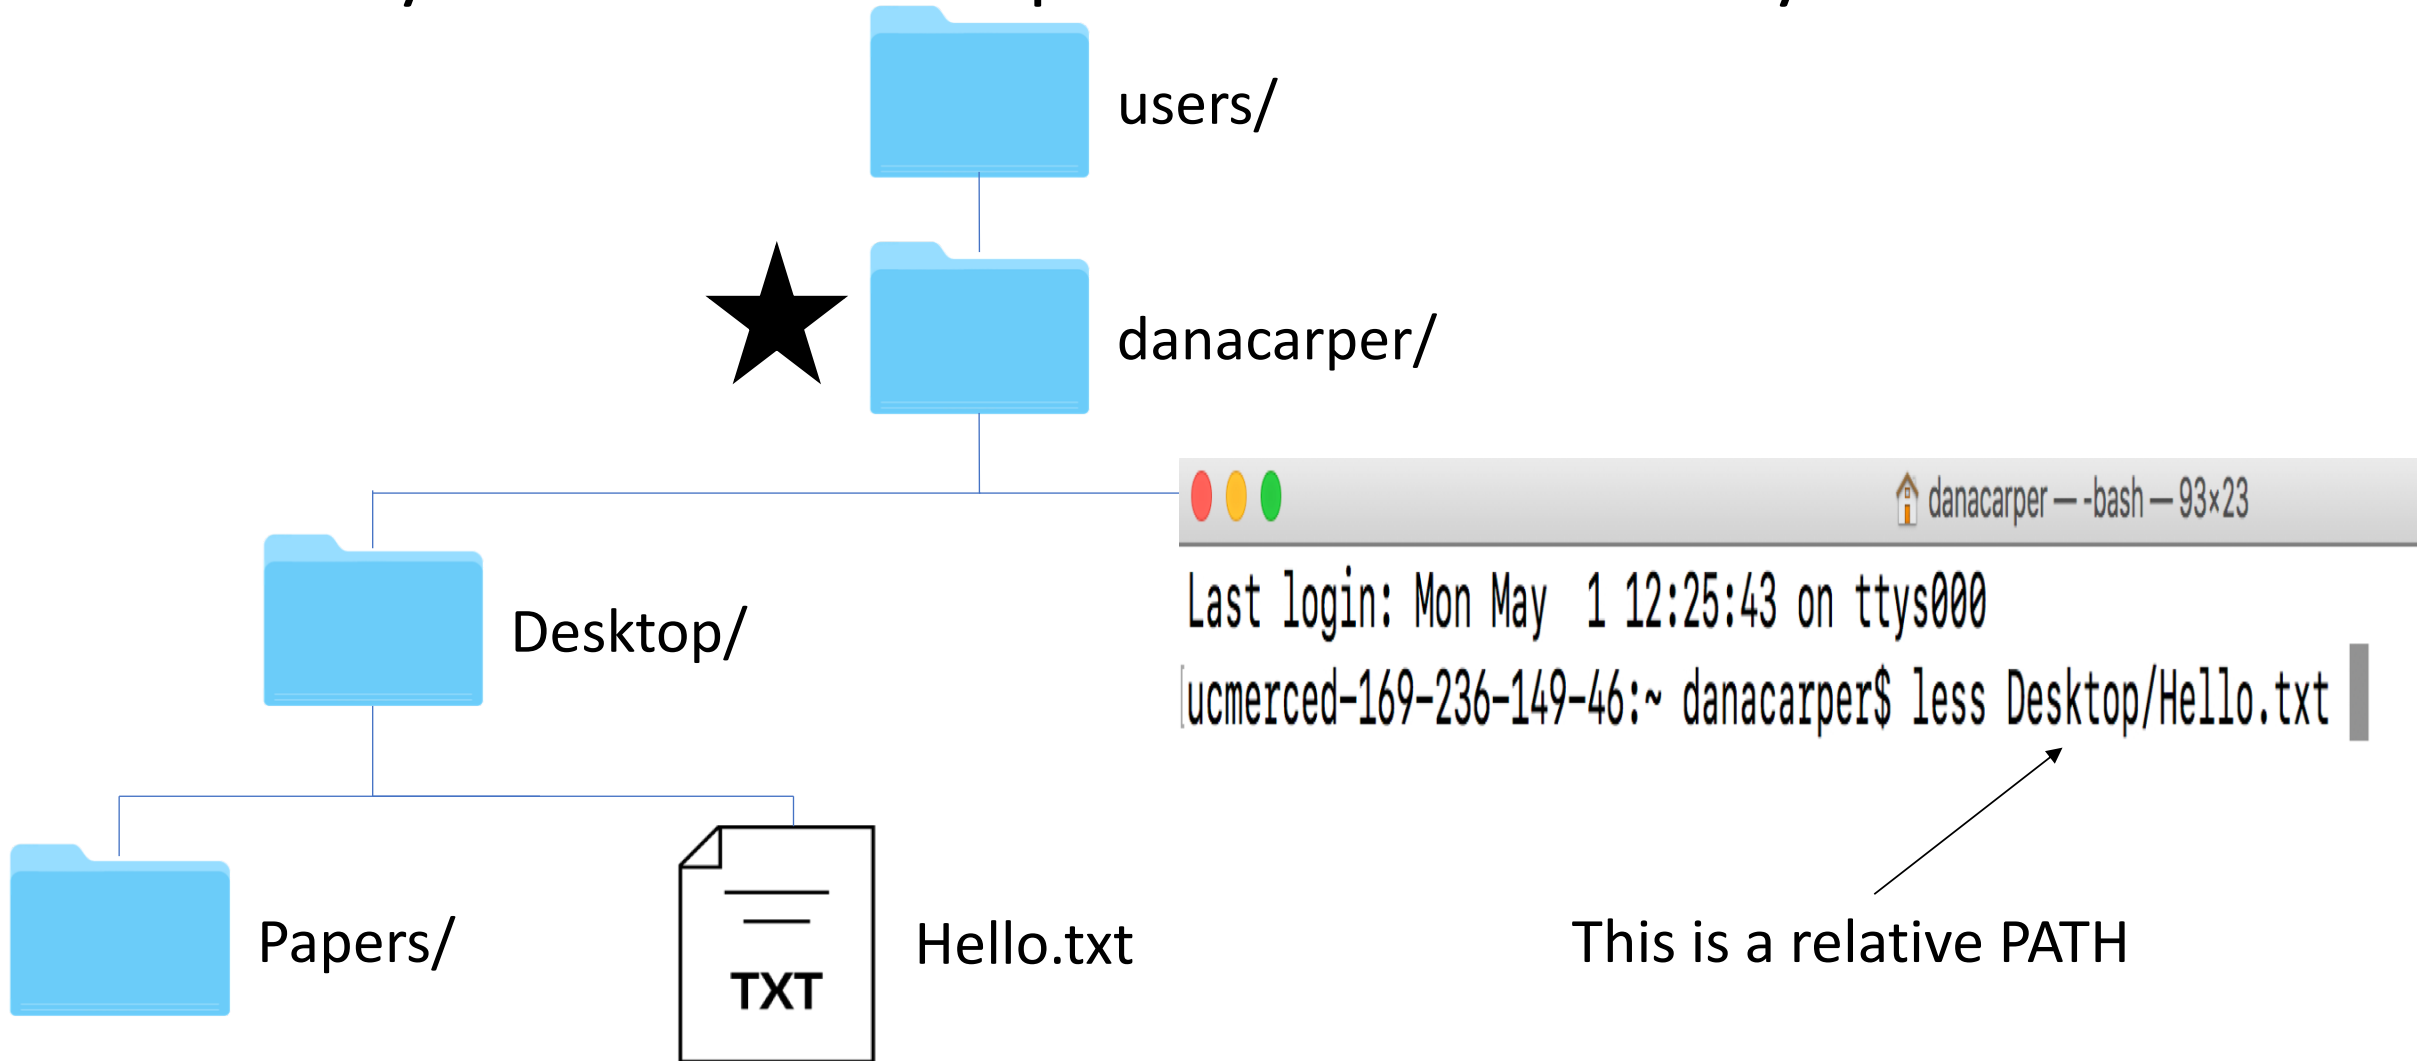 users/
danacarper/
danacarper — -bash — 93×23
Last login: Mon May  1 12:25:43 on ttys000
Desktop/
ucmerced-169-236-149-46:~ danacarper$ less Desktop/Hello.txt
Papers/
TXT
Hello.txt
This is a relative PATH